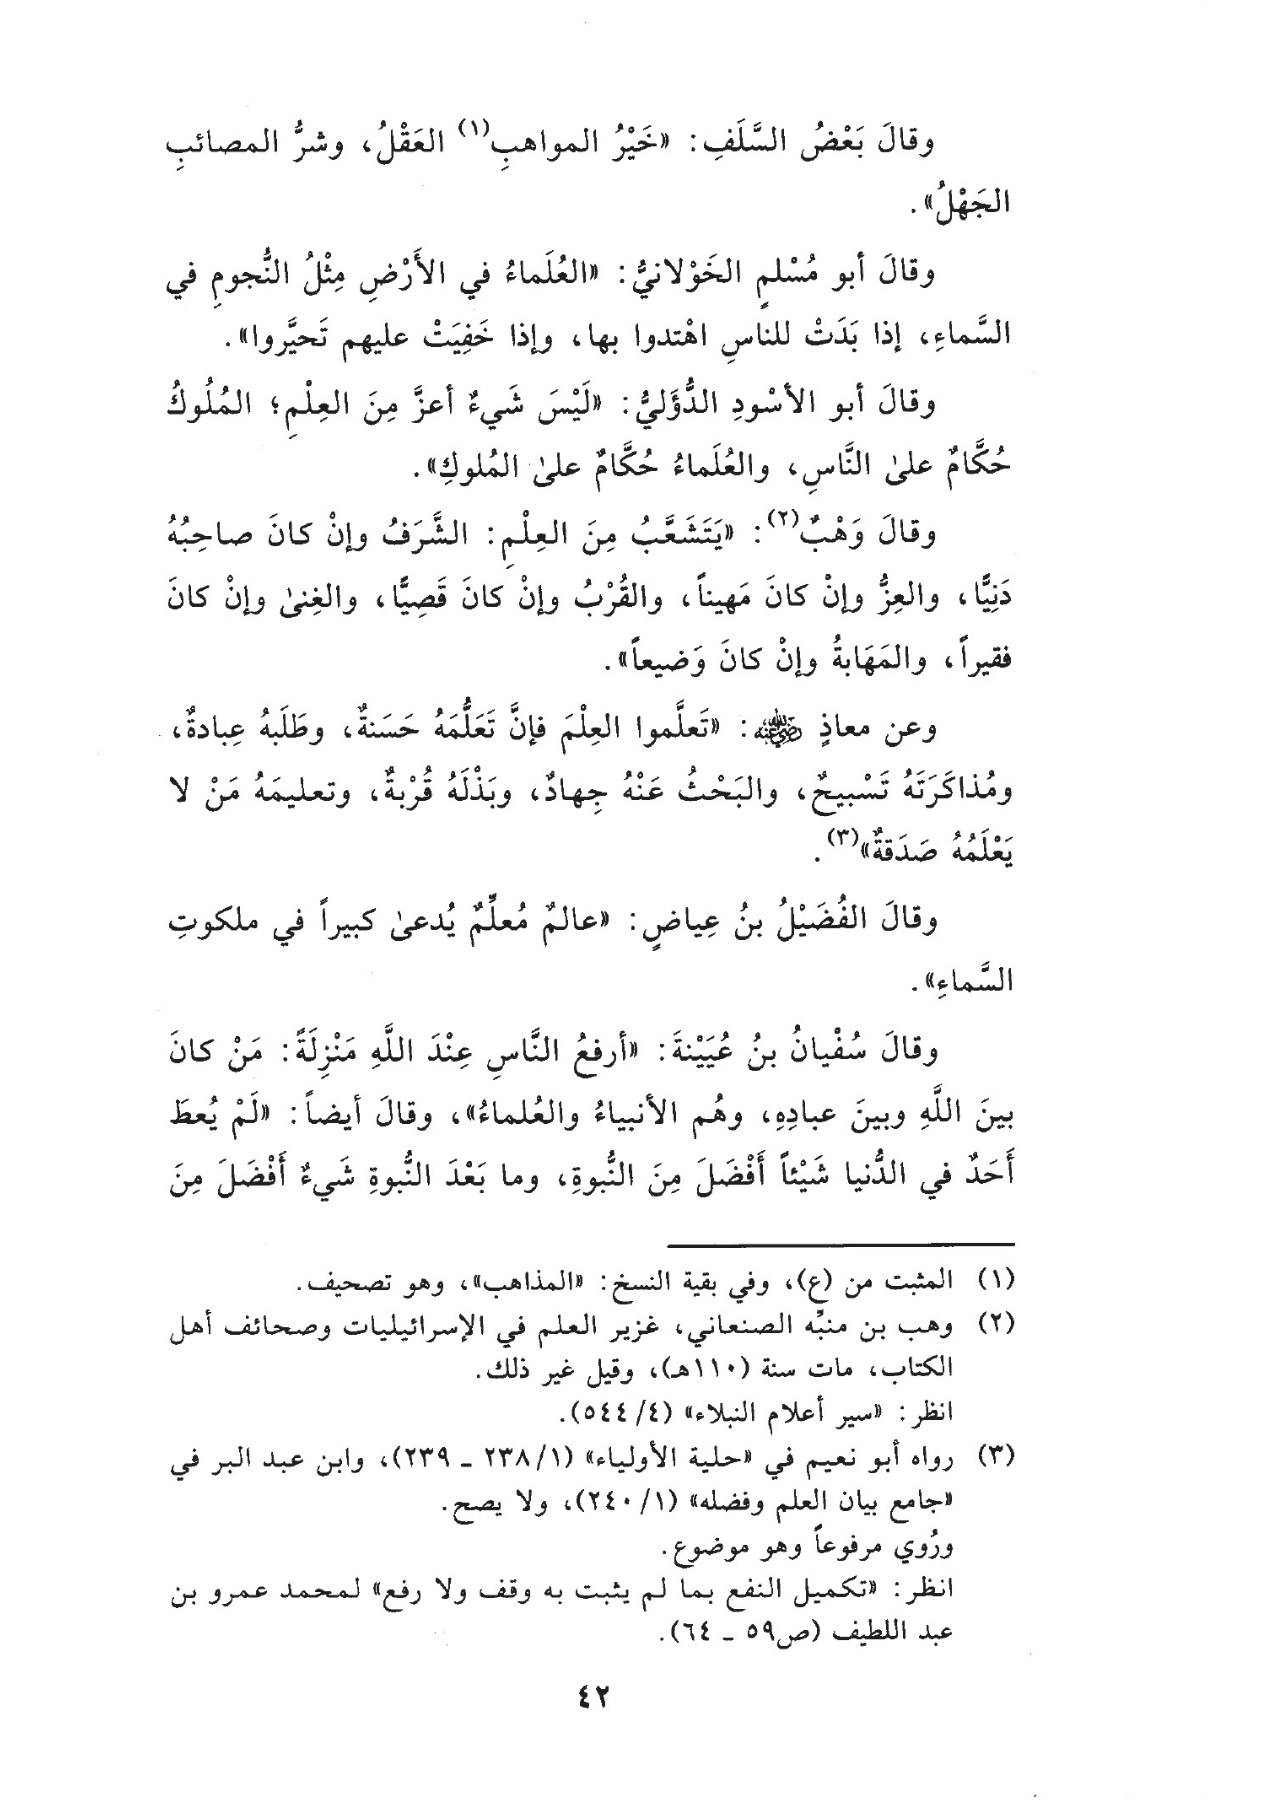 وقالَ بَعْضُ السَّلَفِ: «خَيْرُ المواهبِ(١) العَقْلُ، وشرُّ المصائبِ
الجَهْلُ».
وقالَ أبو مُسْلمٍ الخَوْلانيُّ: «العُلَماءُ في الأَرْضِ مِثْلُ النُّجومِ في
السَّماءِ، إذا بَدَتْ للناسِ اهْتدوا بها، وإذا خَفِيَتْ عليهم تَحيَّروا».
وقالَ أبو الأسْودِ الدُّؤَليُّ: «لَيْسَ شَيءٌ أعزَّ مِنَ العِلْمِ؛ المُلُوكُ
حُكَّامٌ علىٰ النَّاسِ، والعُلَماءُ حُكَّامٌ علىٰ المُلوكِ».
وقالَ وَهْبٌ(٢): «يَتَشَعَّبُ مِنَ العِلْمِ: الشَّرَفُ وإنْ كانَ صاحِبُهُ
دَنِيًّا، والعِزُّ وإنْ كانَ مَهيناً، والقُرْبُ وإنْ كانَ قَصِيًّا، والغِنىٰ وإنْ كانَ
فقيراً، والمَهَابةُ وإنْ كانَ وَضيعاً».
وعن معاذٍ رضي الله عنه: «تَعلَّموا العِلْمَ فإنَّ تَعَلُّمَهُ حَسَنةٌ، وطَلَبهُ عِبادةٌ،
ومُذاكَرَتَهُ تَسْبيحٌ، والبَحْثُ عَنْهُ جِهادٌ، وبَذْلَهُ قُرْبةٌ، وتعليمَهُ مَنْ لا
يَعْلَمُهُ صَدَقةٌ»(٣).
وقالَ الفُضَيْلُ بنُ عِياضٍ: «عالمٌ مُعلِّمٌ يُدعىٰ كبيراً في ملكوتِ
السَّماءِ».
وقالَ سُفْيانُ بنُ عُيَيْنةَ: «أرفعُ النَّاسِ عِنْدَ اللَّهِ مَنْزِلَةً: مَنْ كانَ
بينَ اللَّهِ وبينَ عبادِهِ، وهُم الأنبياءُ والعُلماءُ»، وقالَ أيضاً: «لَمْ يُعطَ
أَحَدٌ في الدُّنيا شَيْئاً أَفْضَلَ مِنَ النُّبوةِ، وما بَعْدَ النُّبوةِ شَيءٌ أَفْضَلَ مِنَ
(١) المثبت من (ع)، وفي بقية النسخ: «المذاهب»، وهو تصحيف.
(٢) وهب بن منبِّه الصنعاني، غزير العلم في الإسرائيليات وصحائف أهل
الكتاب، مات سنة (١١٠هـ)، وقيل غير ذلك.
انظر: «سير أعلام النبلاء» (٤/ ٥٤٤).
(٣) رواه أبو نعيم في «حلية الأولياء» (١/ ٢٣٨ ـ ٢٣٩)، وابن عبد البر في
«جامع بيان العلم وفضله» (١/ ٢٤٠)، ولا يصح.
ورُوي مرفوعاً وهو موضوع.
انظر: «تكميل النفع بما لم يثبت به وقف ولا رفع» لمحمد عمرو بن
عبد اللطيف (ص٥٩ ـ ٦٤).
٤٢